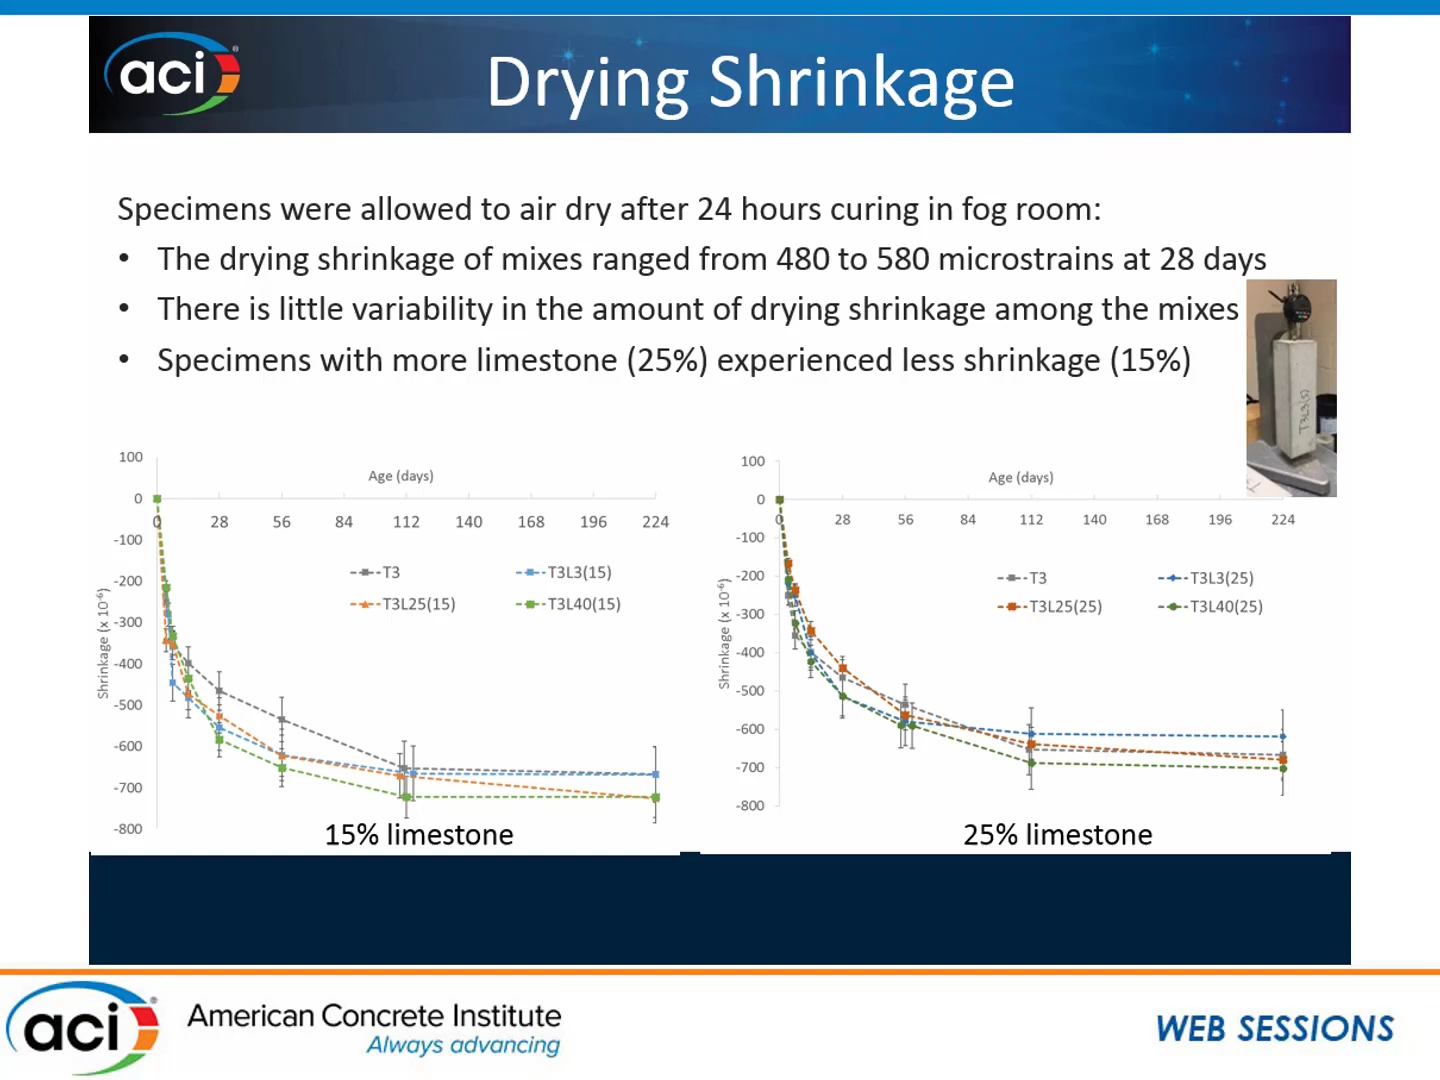 aci®
Drying Shrinkage
Specimens were allowed to air dry after 24 hours curing in fog room:
• The drying shrinkage of mixes ranged from 480 to 580 microstrains at 28 days
• There is little variability in the amount of drying shrinkage among the mixes
• Specimens with more limestone (25%) experienced less shrinkage (15%)
T3L3(5)
100
0
-100
-200
-300
-400
-500
-600
-700
-800
Shrinkage (x 10-6)
Age (days)
0 28 56 84 112 140 168 196 224
T3 T3L3(15)
T3L25(15) T3L40(15)
15% limestone
100
0
-100
-200
-300
-400
-500
-600
-700
-800
Shrinkage (x 10-6)
Age (days)
0 28 56 84 112 140 168 196 224
T3 T3L3(25)
T3L25(25) T3L40(25)
25% limestone
aci®
American Concrete Institute
Always advancing
WEB SESSIONS